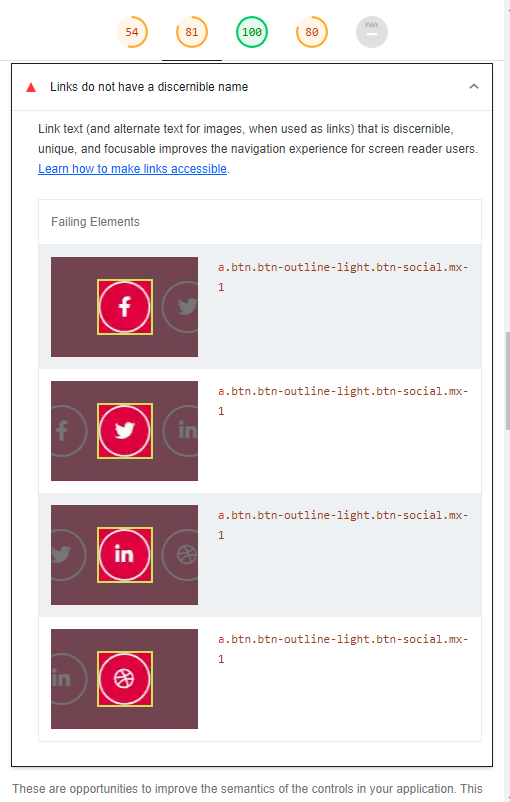 54 81 100 80 PWA
Links do not have a discernible name
Link text (and alternate text for images, when used as links) that is discernible,
unique, and focusable improves the navigation experience for screen reader users.
Learn how to make links accessible.
Failing Elements
a.btn.btn-outline-light.btn-social.mx-
1
a.btn.btn-outline-light.btn-social.mx-
1
in
a.btn.btn-outline-light.btn-social.mx-
1
in
a.btn.btn-outline-light.btn-social.mx-
1
in
These are opportunities to improve the semantics of the controls in your application. This